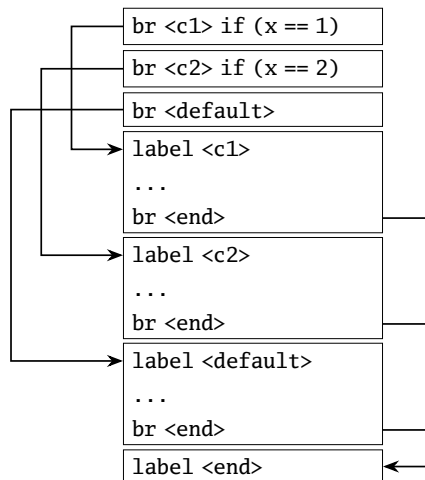 br <c1> if (x == 1)
br <c2> if (x == 2)
br <default>
label <c1>
...
br <end>
label <c2>
...
br <end>
label <default>
...
br <end>
label <end>